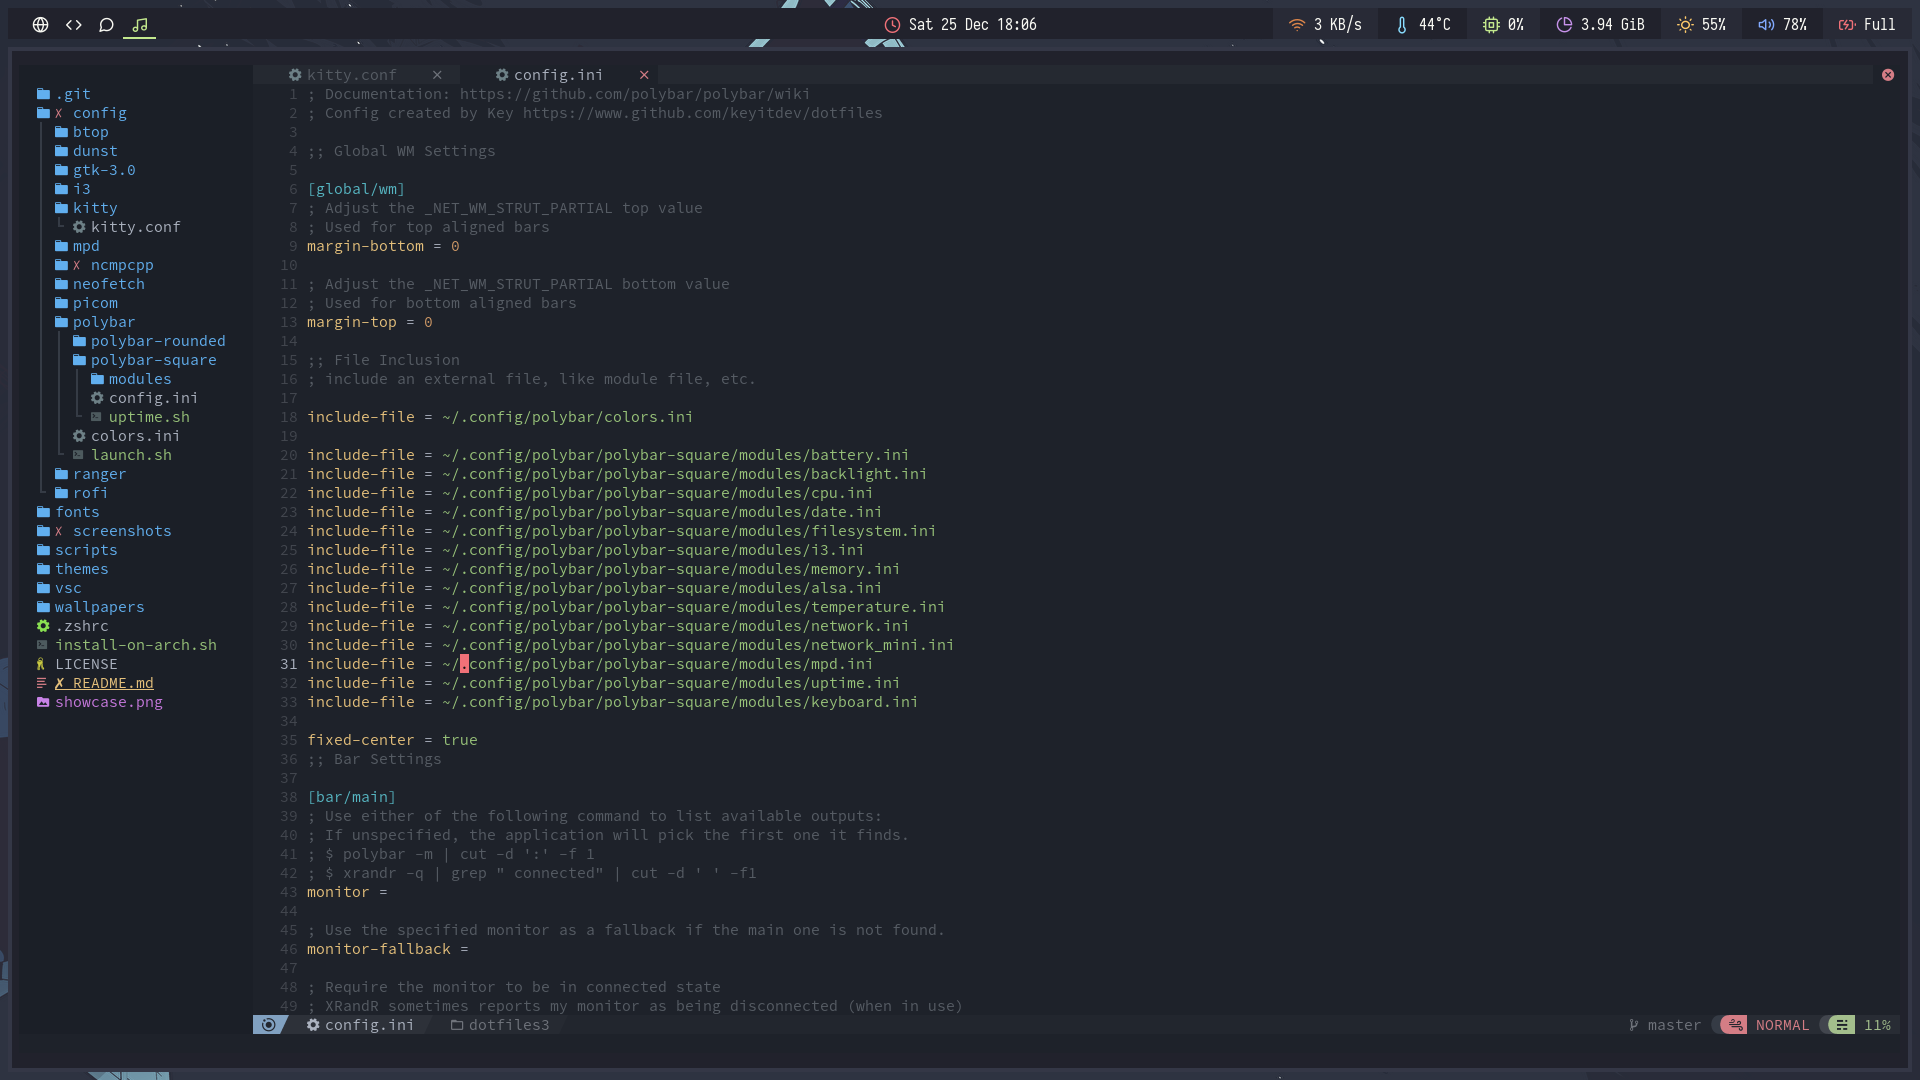 Sat 25 Dec 18:06
3 KB/s
44°C
0%
3.94 GiB
55%
78%
Full
kitty.conf
config.ini
.git
✗ config
btop
dunst
gtk-3.0
i3
kitty
kitty.conf
mpd
✗ ncmpcpp
neofetch
picom
polybar
polybar-rounded
polybar-square
modules
config.ini
uptime.sh
colors.ini
launch.sh
ranger
rofi
fonts
✗ screenshots
scripts
themes
vsc
wallpapers
.zshrc
install-on-arch.sh
LICENSE
✗ README.md
showcase.png
1 ; Documentation: https://github.com/polybar/polybar/wiki
2 ; Config created by Key https://www.github.com/keyitdev/dotfiles
3
4 ;; Global WM Settings
5
6 [global/wm]
7 ; Adjust the _NET_WM_STRUT_PARTIAL top value
8 ; Used for top aligned bars
9 margin-bottom = 0
10
11 ; Adjust the _NET_WM_STRUT_PARTIAL bottom value
12 ; Used for bottom aligned bars
13 margin-top = 0
14
15 ;; File Inclusion
16 ; include an external file, like module file, etc.
17
18 include-file = ~/.config/polybar/colors.ini
19
20 include-file = ~/.config/polybar/polybar-square/modules/battery.ini
21 include-file = ~/.config/polybar/polybar-square/modules/backlight.ini
22 include-file = ~/.config/polybar/polybar-square/modules/cpu.ini
23 include-file = ~/.config/polybar/polybar-square/modules/date.ini
24 include-file = ~/.config/polybar/polybar-square/modules/filesystem.ini
25 include-file = ~/.config/polybar/polybar-square/modules/i3.ini
26 include-file = ~/.config/polybar/polybar-square/modules/memory.ini
27 include-file = ~/.config/polybar/polybar-square/modules/alsa.ini
28 include-file = ~/.config/polybar/polybar-square/modules/temperature.ini
29 include-file = ~/.config/polybar/polybar-square/modules/network.ini
30 include-file = ~/.config/polybar/polybar-square/modules/network_mini.ini
31 include-file = ~/.config/polybar/polybar-square/modules/mpd.ini
32 include-file = ~/.config/polybar/polybar-square/modules/uptime.ini
33 include-file = ~/.config/polybar/polybar-square/modules/keyboard.ini
34
35 fixed-center = true
36 ;; Bar Settings
37
38 [bar/main]
39 ; Use either of the following command to list available outputs:
40 ; If unspecified, the application will pick the first one it finds.
41 ; $ polybar -m | cut -d ':' -f 1
42 ; $ xrandr -q | grep " connected" | cut -d ' ' -f1
43 monitor =
44
45 ; Use the specified monitor as a fallback if the main one is not found.
46 monitor-fallback =
47
48 ; Require the monitor to be in connected state
49 ; XRandR sometimes reports my monitor as being disconnected (when in use)
config.ini
dotfiles3
master
NORMAL
11%